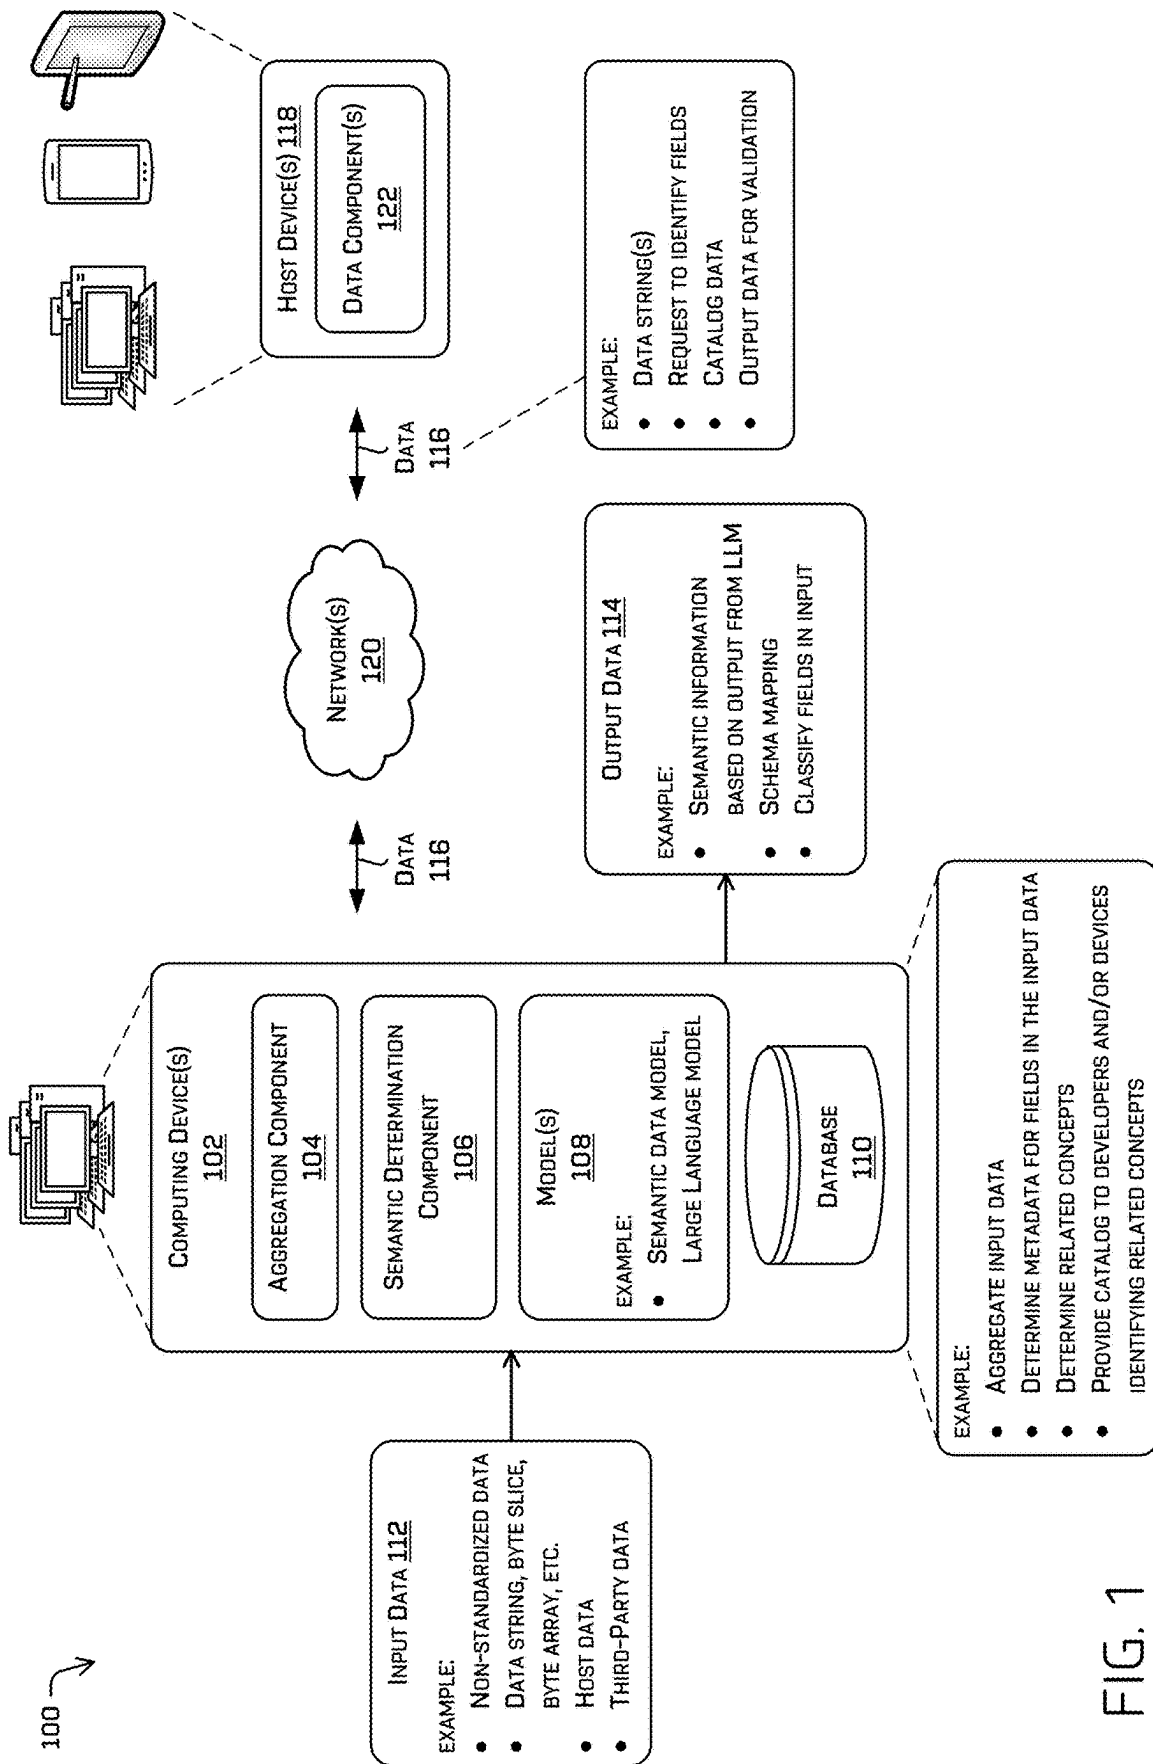 100
INPUT DATA 112
EXAMPLE:
• NON-STANDARDIZED DATA
• DATA STRING, BYTE SLICE,
BYTE ARRAY, ETC.
• HOST DATA
• THIRD-PARTY DATA
COMPUTING DEVICE(S)
102
AGGREGATION COMPONENT
104
SEMANTIC DETERMINATION
COMPONENT
106
MODEL(S)
108
EXAMPLE:
• SEMANTIC DATA MODEL,
LARGE LANGUAGE MODEL
DATABASE
110
EXAMPLE:
• AGGREGATE INPUT DATA
• DETERMINE METADATA FOR FIELDS IN THE INPUT DATA
• DETERMINE RELATED CONCEPTS
• PROVIDE CATALOG TO DEVELOPERS AND/OR DEVICES
IDENTIFYING RELATED CONCEPTS
DATA
116
NETWORK(S)
120
OUTPUT DATA 114
EXAMPLE:
• SEMANTIC INFORMATION
BASED ON OUTPUT FROM LLM
• SCHEMA MAPPING
• CLASSIFY FIELDS IN INPUT
DATA
116
HOST DEVICE(S) 118
DATA COMPONENT(S)
122
EXAMPLE:
• DATA STRING(S)
• REQUEST TO IDENTIFY FIELDS
• CATALOG DATA
• OUTPUT DATA FOR VALIDATION
FIG. 1